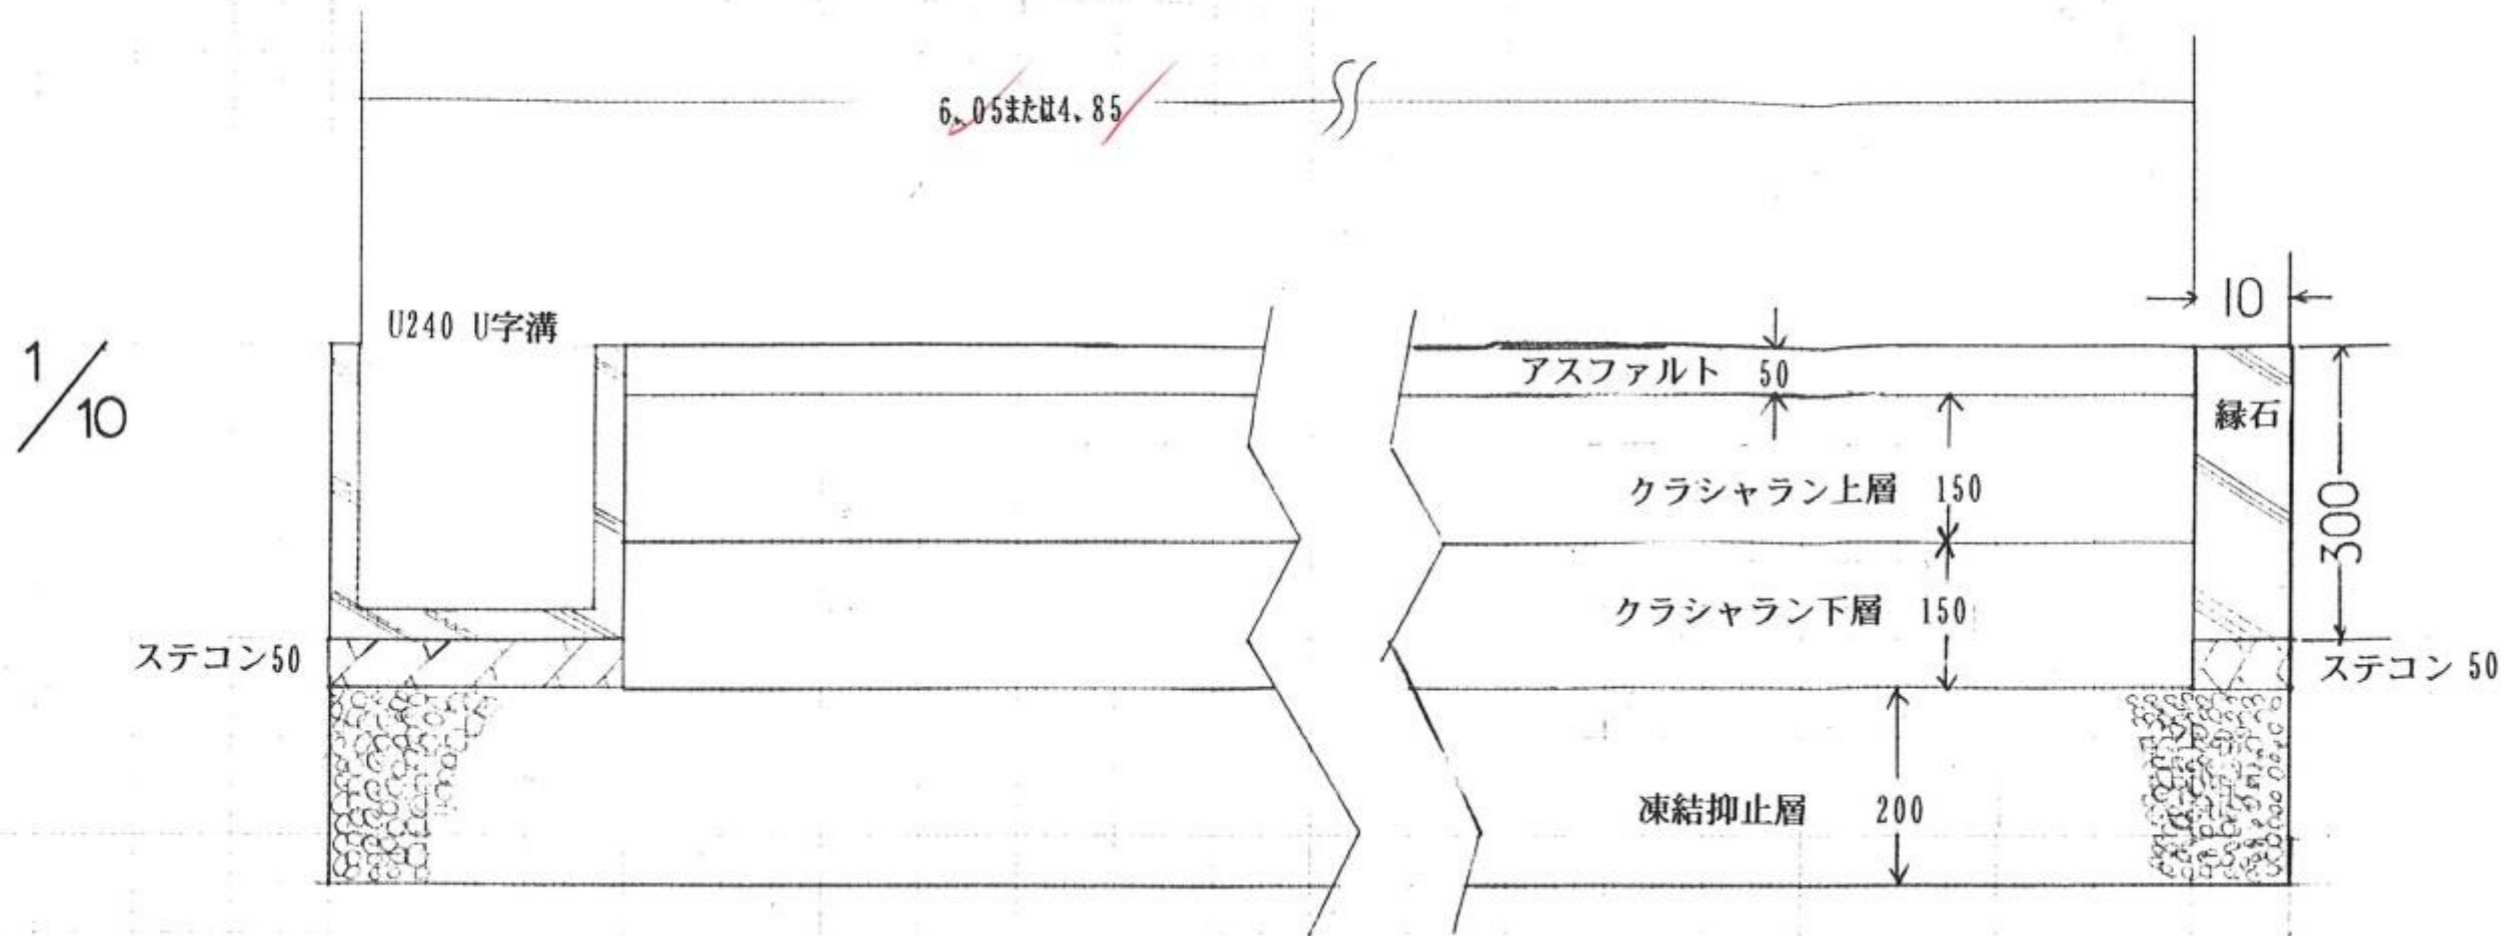 6、05または4、85
10
U240 U字溝
1/10
アスファルト 50
縁石
クラシャラン上層 150
300
クラシャラン下層 150
ステコン50
ステコン 50
凍結抑止層 200